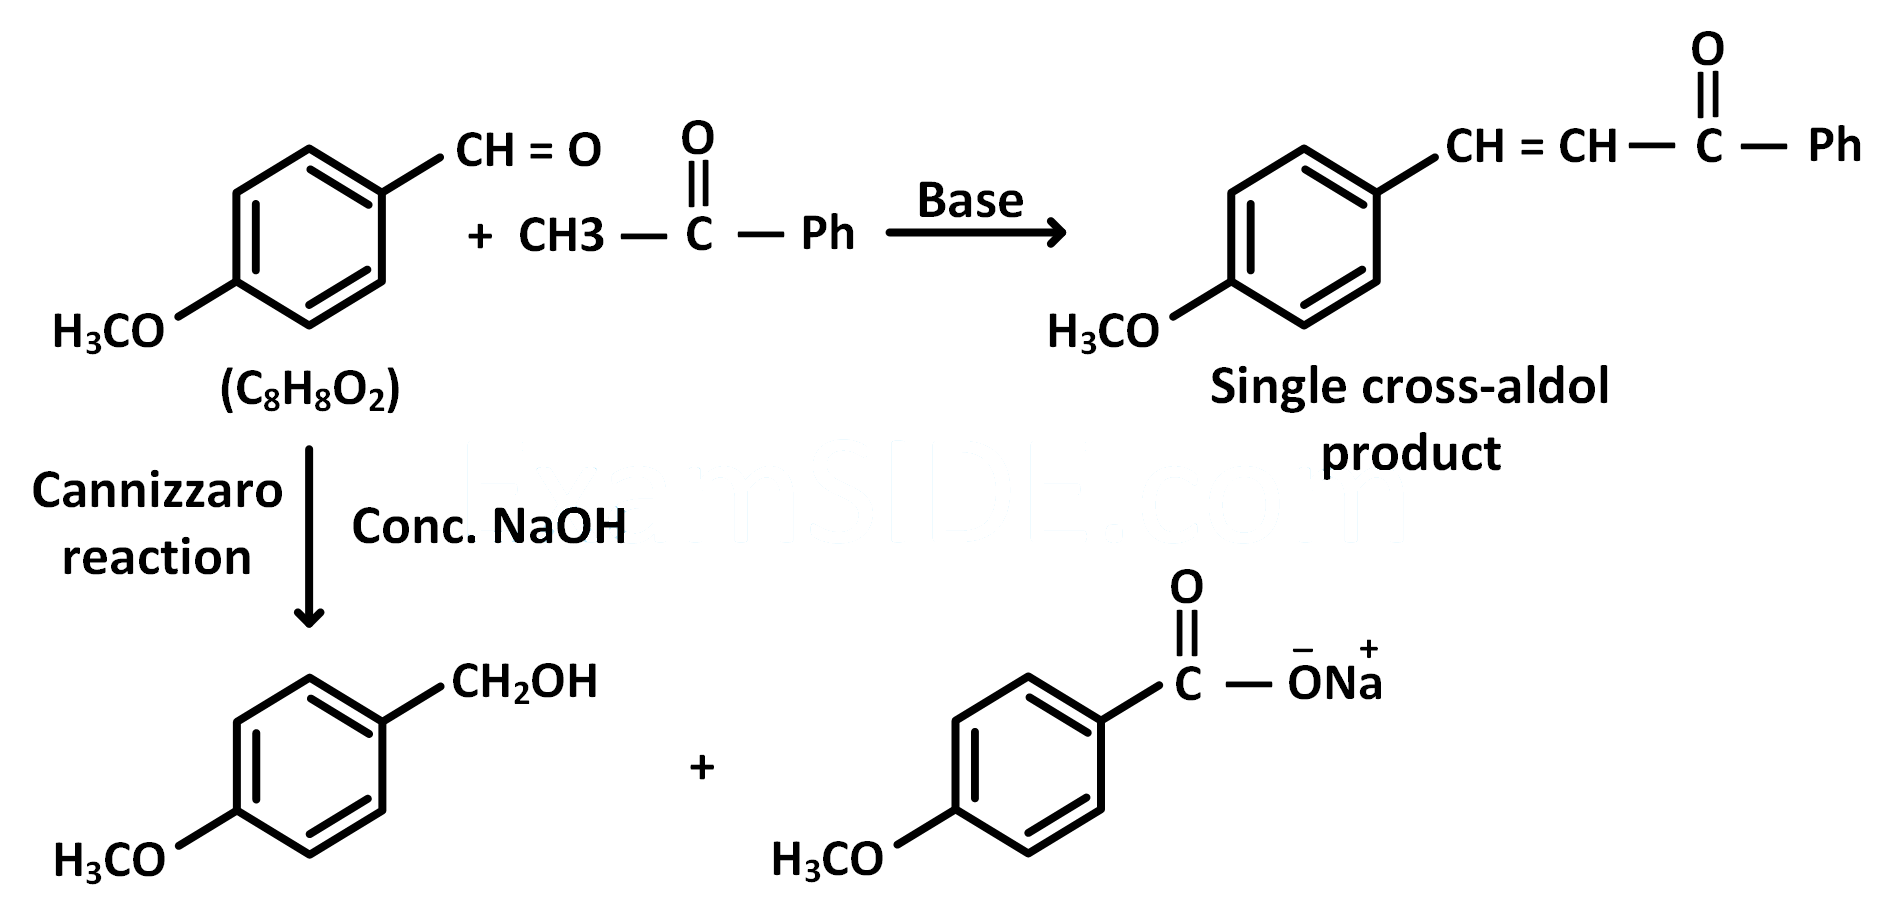 O
CH = O
O
CH = CH — C — Ph
+ CH3 — C — Ph
Base
H₃CO
H₃CO
(C₈H₈O₂)
Single cross-aldol
product
Cannizzaro
reaction
Conc. NaOH
O
CH₂OH
− +
C — ONa
+
H₃CO
H₃CO